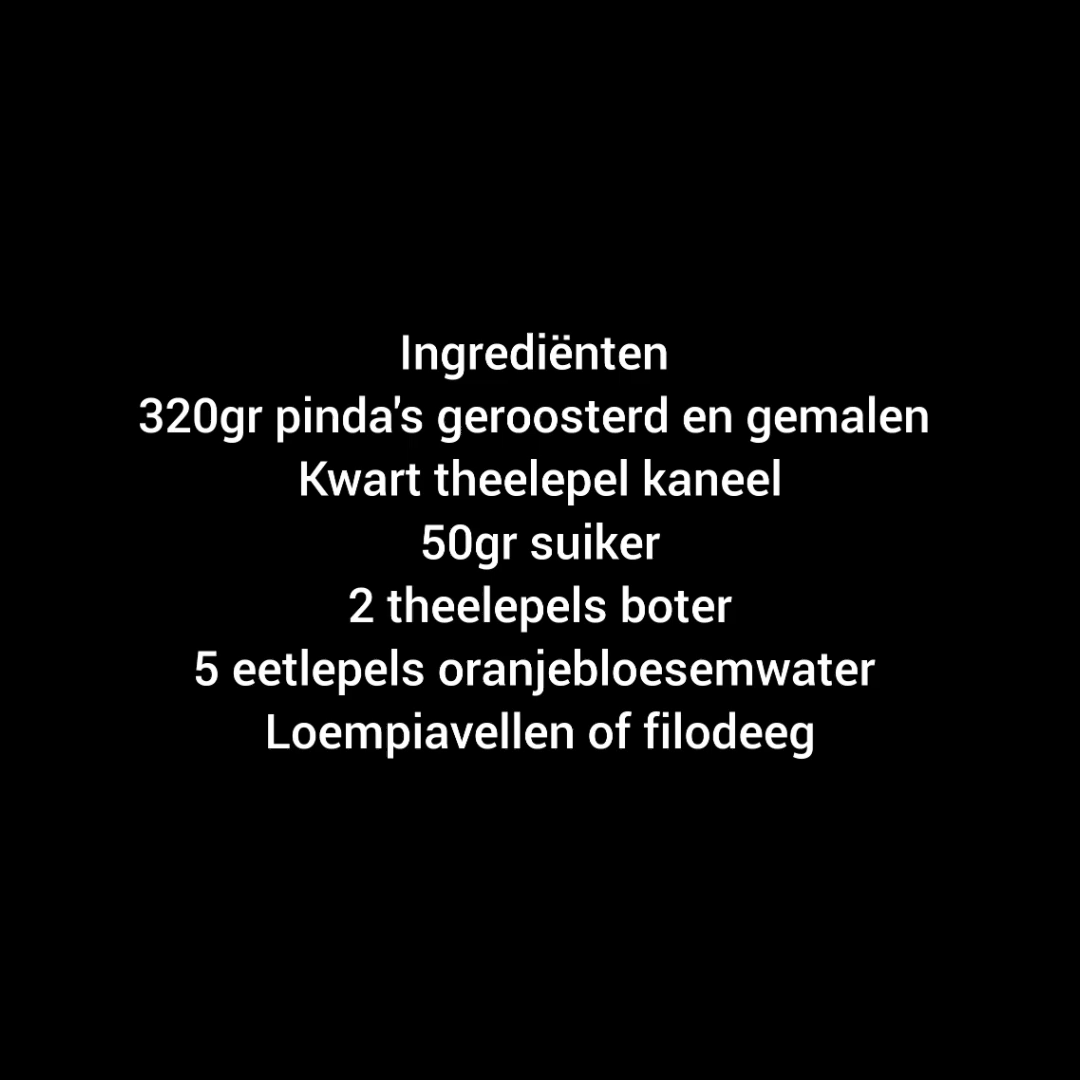 Ingrediënten
320gr pinda's geroosterd en gemalen
Kwart theelepel kaneel
50gr suiker
2 theelepels boter
5 eetlepels oranjebloesemwater
Loempiavellen of filodeeg